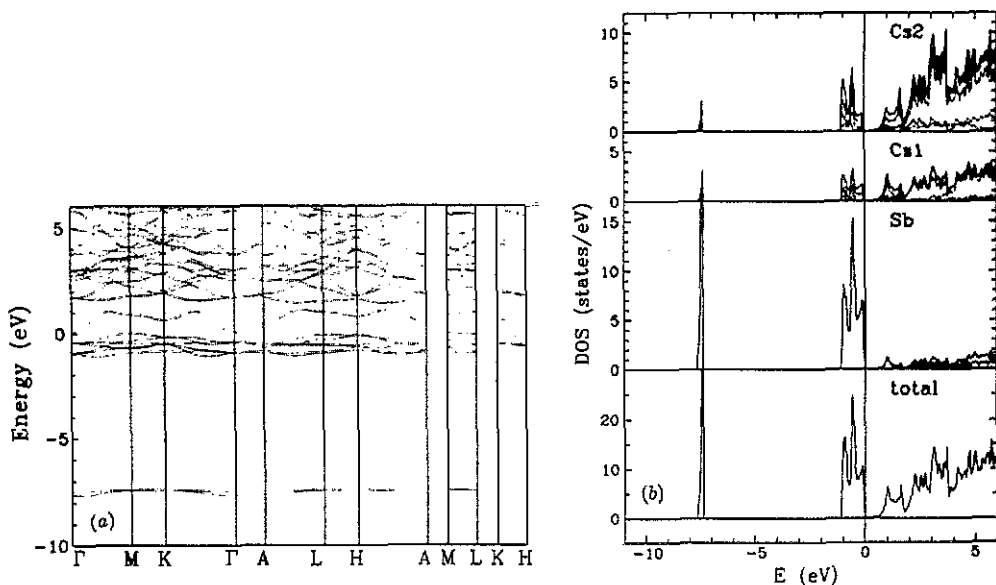 5
0
-5
-10
Energy (eV)
(a)
Γ M K Γ A L H A M L K H
10
5
0
Cs2
5
0
Cs1
15
10
5
0
Sb
30
20
10
0
total
DOS (states/eV)
(b)
-10 -5 0 5
E (eV)